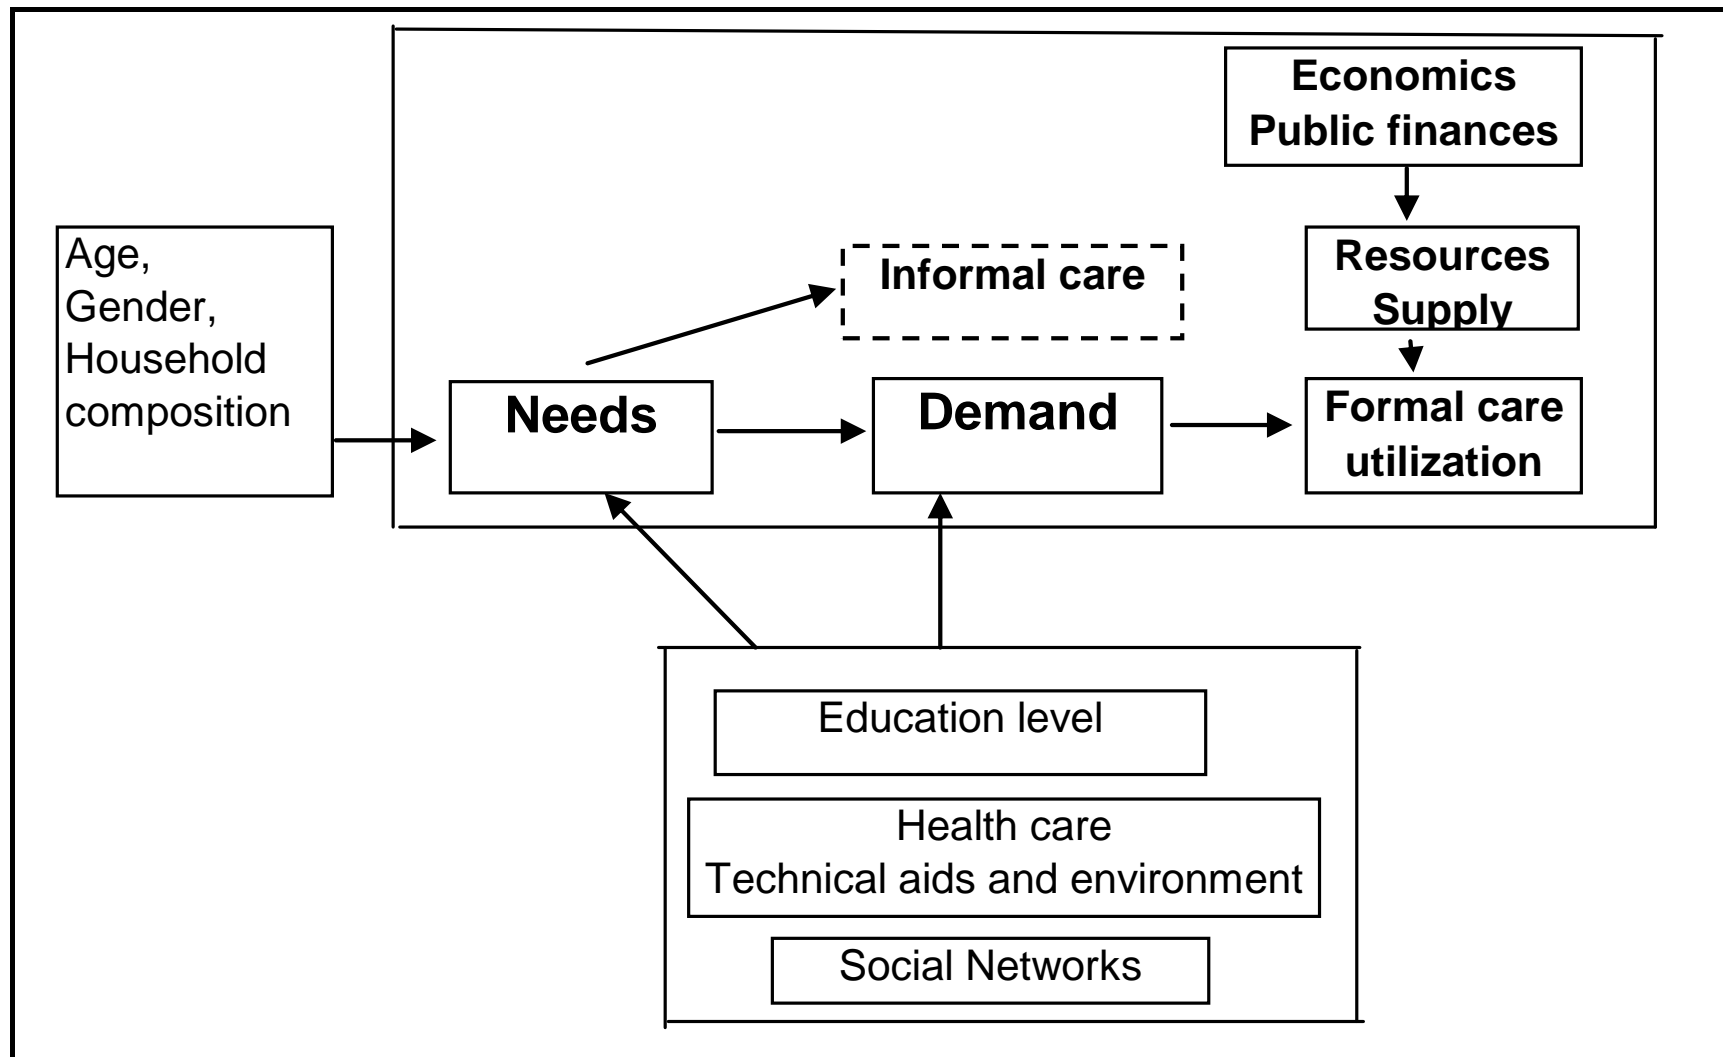 Economics
Public finances
Age,
Gender,
Household
composition
Informal care
Resources
Supply
Needs
Demand
Formal care
utilization
Education level
Health care
Technical aids and environment
Social Networks